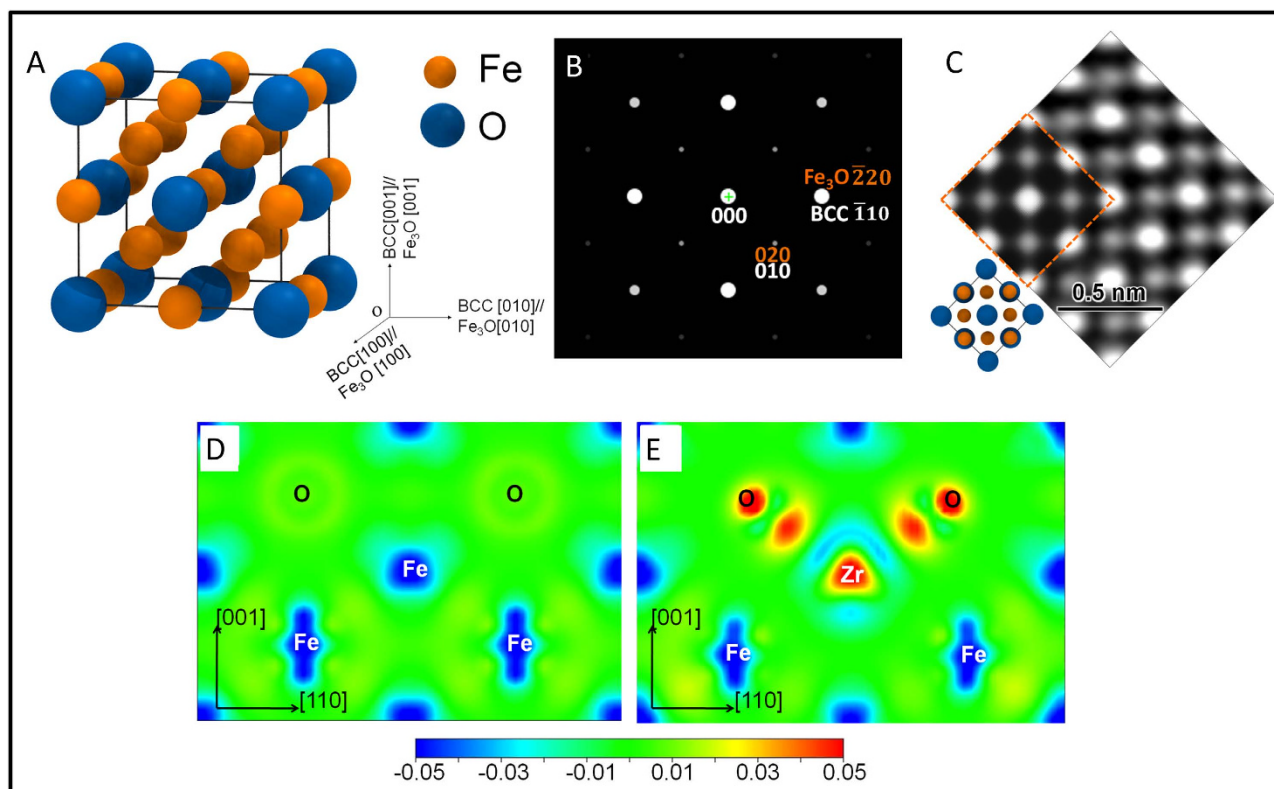 A
Fe
O
BCC[001]//
Fe₃O [001]
O
BCC [010]//
Fe₃O[010]
BCC[100]//
Fe₃O [100]
B
Fe₃O 2̅20
BCC 1̅10
000
020
010
C
0.5 nm
D
O
O
Fe
Fe
Fe
[001]
[110]
E
O
O
Zr
Fe
Fe
[001]
[110]
-0.05 -0.03 -0.01 0.01 0.03 0.05